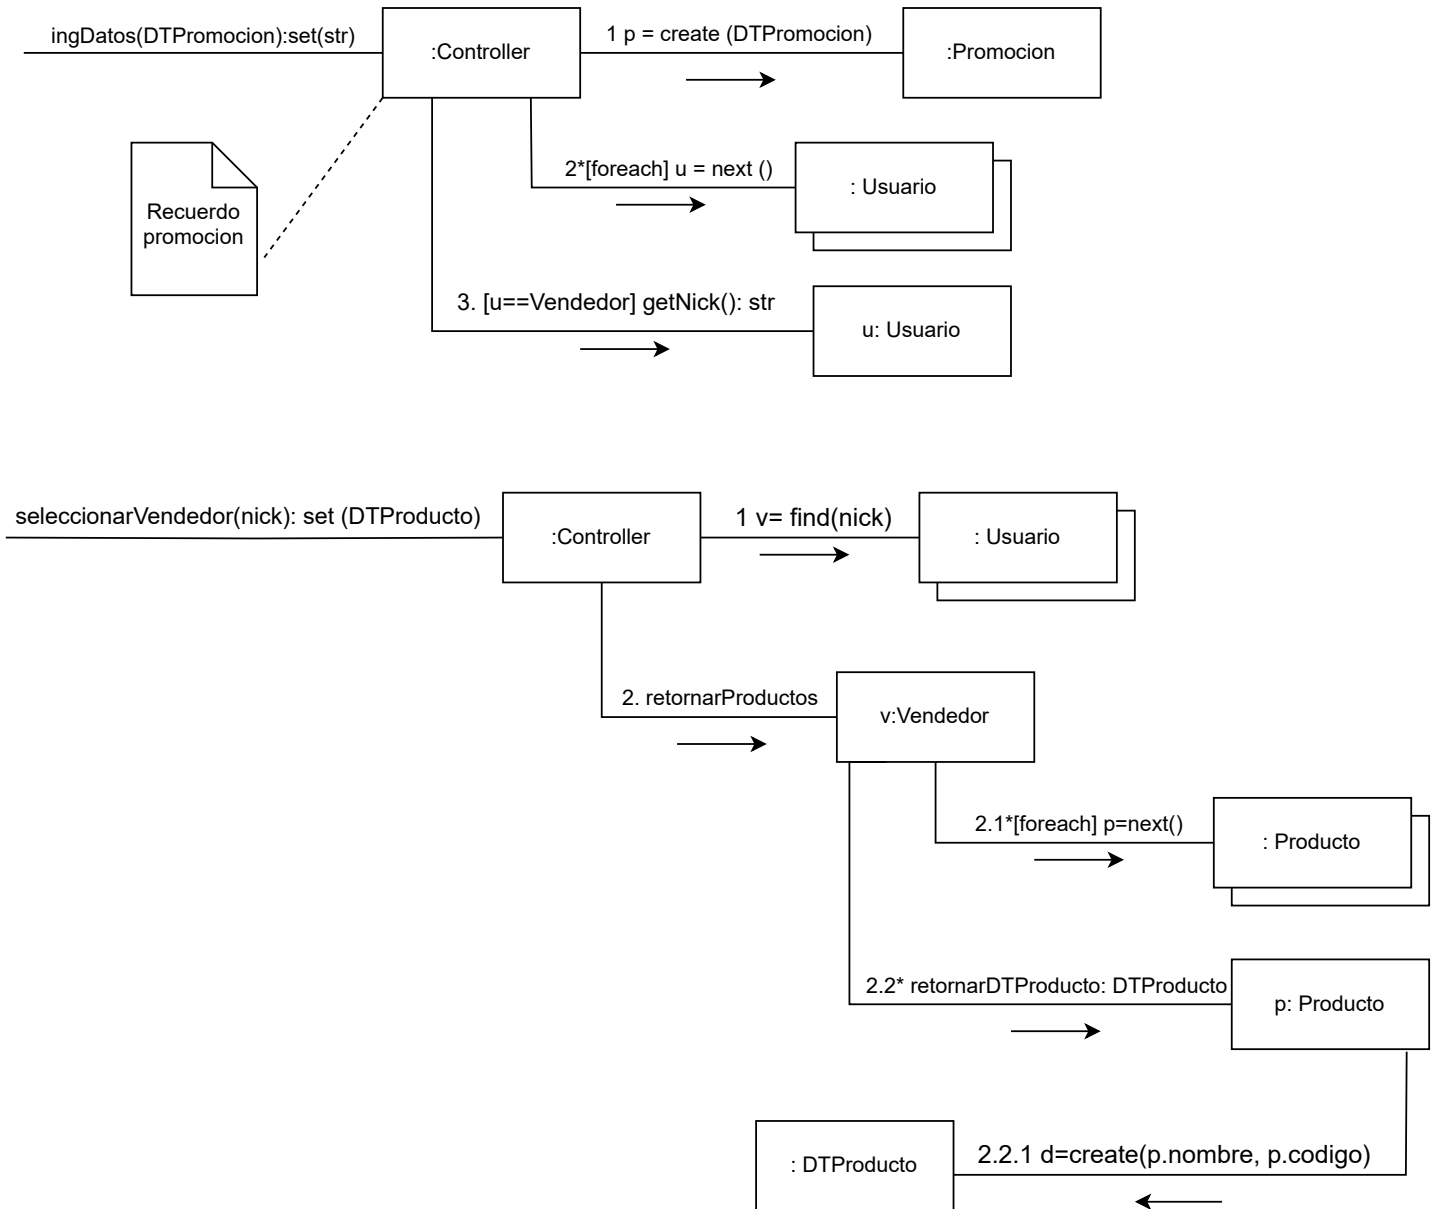 ingDatos(DTPromocion):set(str)
:Controller
1 p = create (DTPromocion)
:Promocion
2*[foreach] u = next ()
: Usuario
Recuerdo
promocion
3. [u==Vendedor] getNick(): str
u: Usuario
seleccionarVendedor(nick): set (DTProducto)
:Controller
1 v= find(nick)
: Usuario
2. retornarProductos
v:Vendedor
2.1*[foreach] p=next()
: Producto
2.2* retornarDTProducto: DTProducto
p: Producto
: DTProducto
2.2.1 d=create(p.nombre, p.codigo)